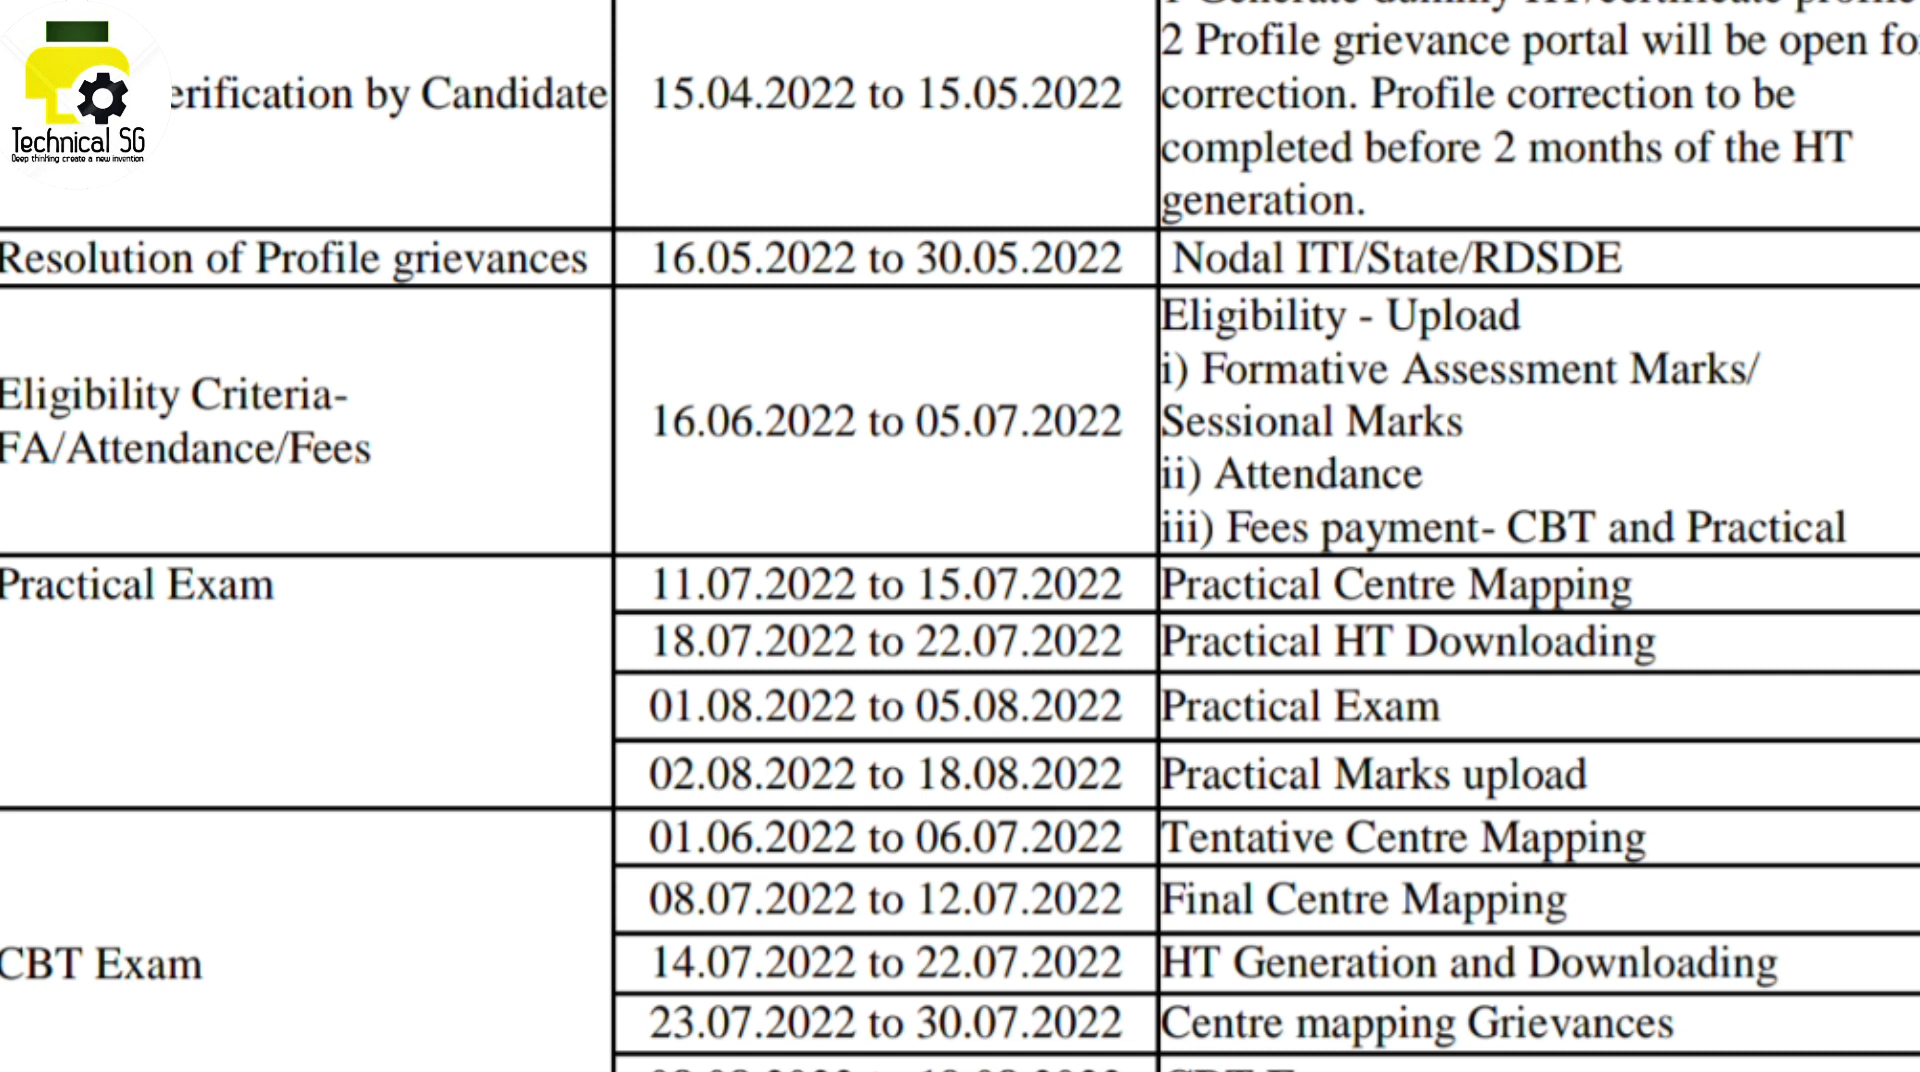 Technical SG
Deep thinking create a new invention
erification by Candidate
15.04.2022 to 15.05.2022
2 Profile grievance portal will be open for
correction. Profile correction to be
completed before 2 months of the HT
generation.
Resolution of Profile grievances
16.05.2022 to 30.05.2022
Nodal ITI/State/RDSDE
Eligibility Criteria-
FA/Attendance/Fees
16.06.2022 to 05.07.2022
Eligibility - Upload
i) Formative Assessment Marks/
Sessional Marks
ii) Attendance
iii) Fees payment- CBT and Practical
Practical Exam
11.07.2022 to 15.07.2022
Practical Centre Mapping
18.07.2022 to 22.07.2022
Practical HT Downloading
01.08.2022 to 05.08.2022
Practical Exam
02.08.2022 to 18.08.2022
Practical Marks upload
CBT Exam
01.06.2022 to 06.07.2022
Tentative Centre Mapping
08.07.2022 to 12.07.2022
Final Centre Mapping
14.07.2022 to 22.07.2022
HT Generation and Downloading
23.07.2022 to 30.07.2022
Centre mapping Grievances